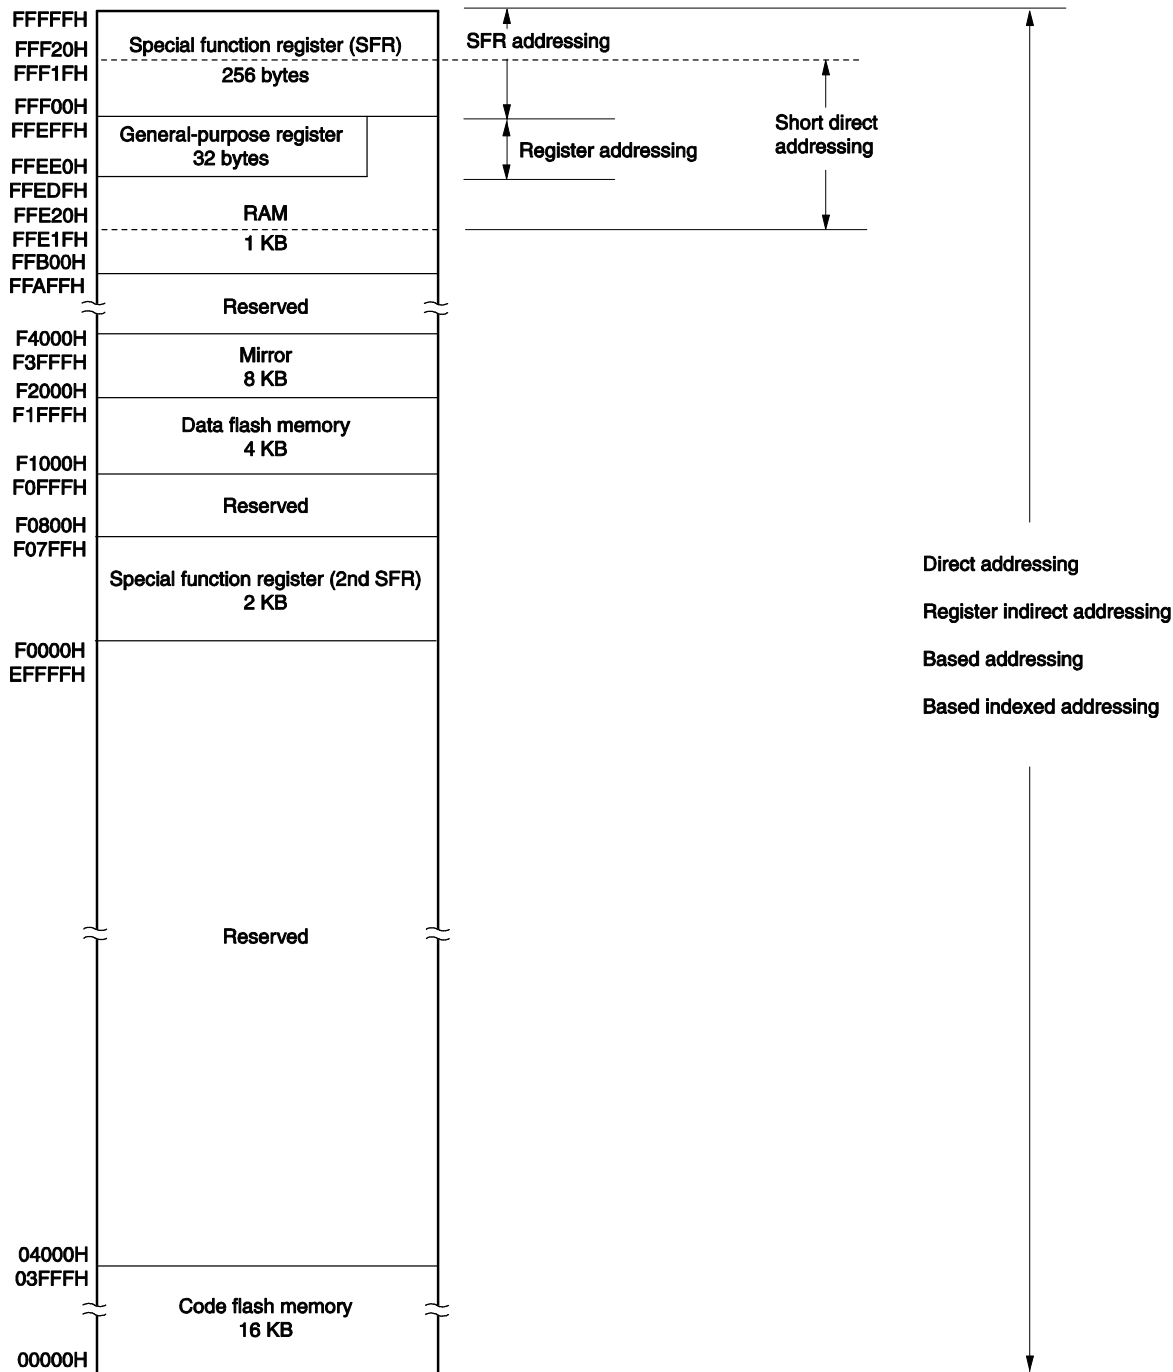 FFFFFH
FFF20H
FFF1FH
FFF00H
FFEFFH
FFEE0H
FFEDFH
FFE20H
FFE1FH
FFB00H
FFAFFH
F4000H
F3FFFH
F2000H
F1FFFH
F1000H
F0FFFH
F0800H
F07FFH
F0000H
EFFFFH
04000H
03FFFH
00000H
Special function register (SFR)
256 bytes
General-purpose register
32 bytes
RAM
1 KB
Reserved
Mirror
8 KB
Data flash memory
4 KB
Reserved
Special function register (2nd SFR)
2 KB
Reserved
Code flash memory
16 KB
SFR addressing
Register addressing
Short direct
addressing
Direct addressing
Register indirect addressing
Based addressing
Based indexed addressing